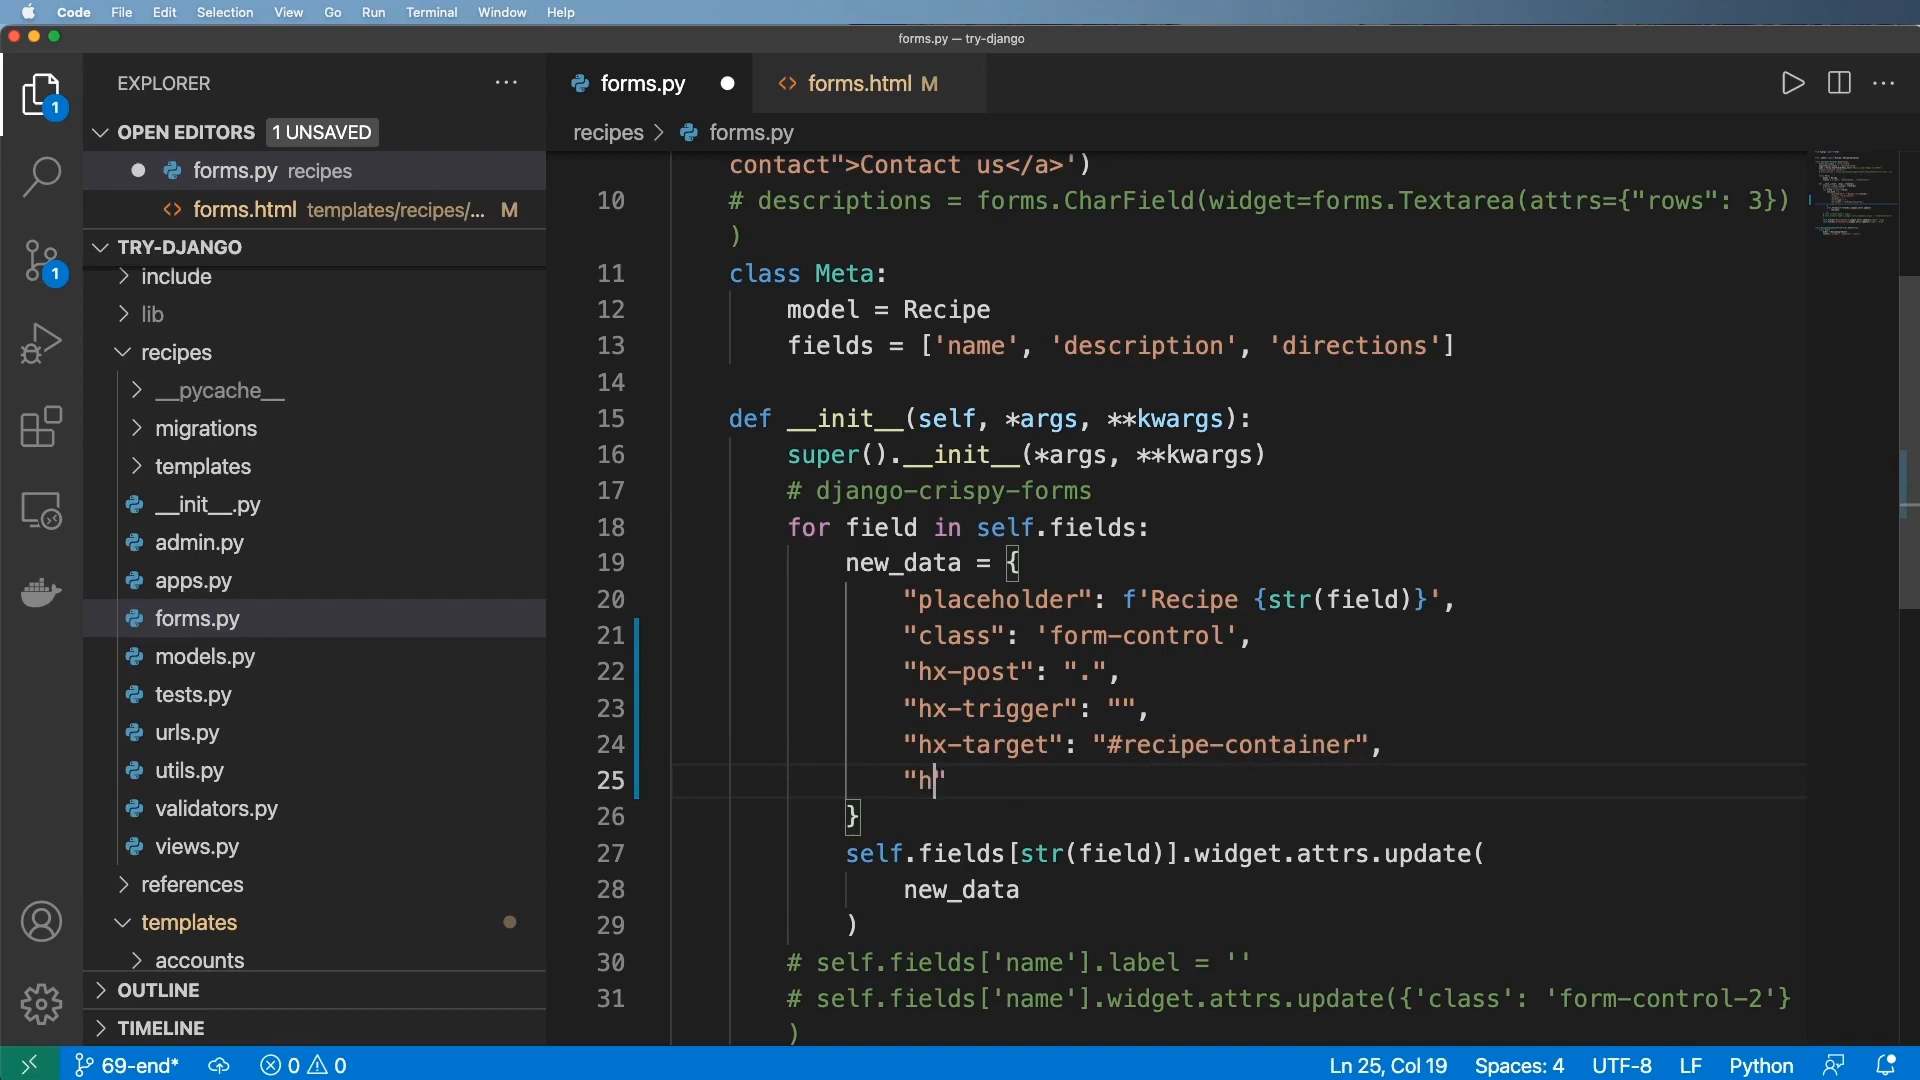 Code File Edit Selection View Go Run Terminal Window Help
forms.py — try-django
EXPLORER
forms.py
forms.html M
OPEN EDITORS 1 UNSAVED
recipes > forms.py
forms.py recipes
forms.html templates/recipes/... M
TRY-DJANGO
include
lib
recipes
__pycache__
migrations
templates
__init__.py
admin.py
apps.py
forms.py
models.py
tests.py
urls.py
utils.py
validators.py
views.py
references
templates
accounts
OUTLINE
TIMELINE
contact">Contact us</a>')
10 # descriptions = forms.CharField(widget=forms.Textarea(attrs={"rows": 3})
)
11 class Meta:
12 model = Recipe
13 fields = ['name', 'description', 'directions']
14
15 def __init__(self, *args, **kwargs):
16 super().__init__(*args, **kwargs)
17 # django-crispy-forms
18 for field in self.fields:
19 new_data = {
20 "placeholder": f'Recipe {str(field)}',
21 "class": 'form-control',
22 "hx-post": ".",
23 "hx-trigger": "",
24 "hx-target": "#recipe-container",
25 "h"
26 }
27 self.fields[str(field)].widget.attrs.update(
28 new_data
29 )
30 # self.fields['name'].label = ''
31 # self.fields['name'].widget.attrs.update({'class': 'form-control-2'}
)
1
1
69-end* 0 0 Ln 25, Col 19 Spaces: 4 UTF-8 LF Python